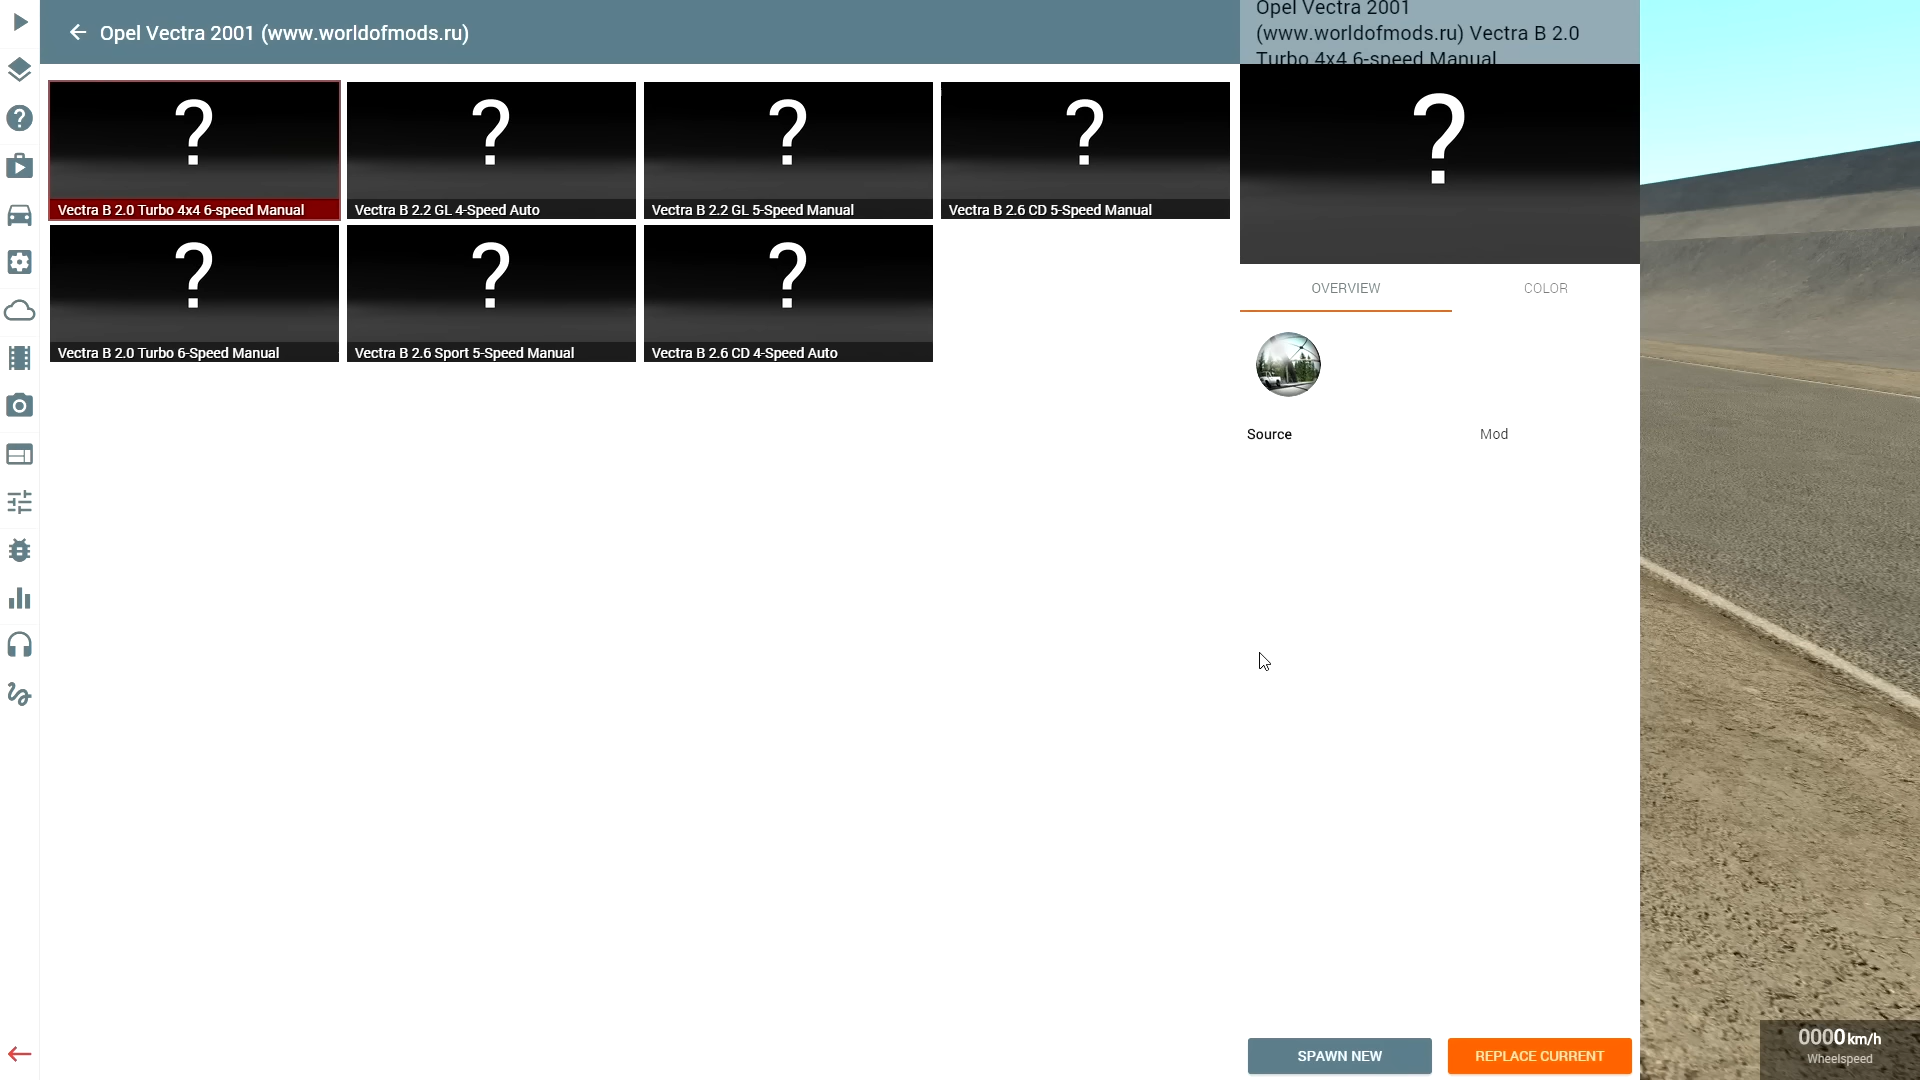 Opel Vectra 2001 (www.worldofmods.ru)
Opel Vectra 2001
(www.worldofmods.ru) Vectra B 2.0
Turbo 4x4 6-speed Manual
?
?
?
?
?
Vectra B 2.0 Turbo 4x4 6-speed Manual
Vectra B 2.2 GL 4-Speed Auto
Vectra B 2.2 GL 5-Speed Manual
Vectra B 2.6 CD 5-Speed Manual
?
?
?
Vectra B 2.0 Turbo 6-Speed Manual
Vectra B 2.6 Sport 5-Speed Manual
Vectra B 2.6 CD 4-Speed Auto
OVERVIEW
COLOR
Source
Mod
SPAWN NEW
REPLACE CURRENT
0000 km/h
Wheelspeed